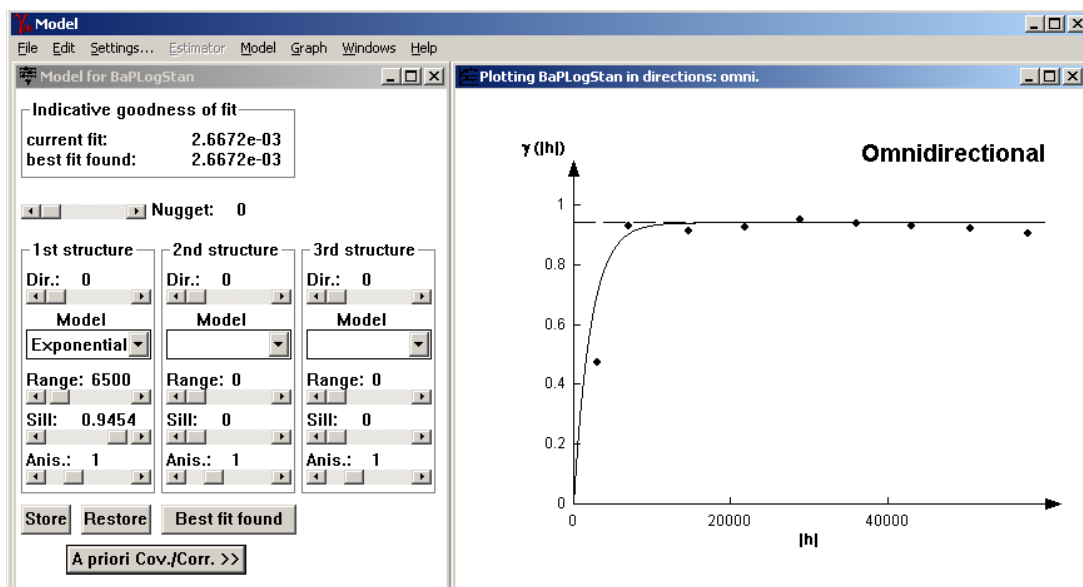 Model
File Edit Settings... Estimator Model Graph Windows Help
Model for BaPLogStan
Indicative goodness of fit
current fit: 2.6672e-03
best fit found: 2.6672e-03
Nugget: 0
1st structure 2nd structure 3rd structure
Dir.: 0 Dir.: 0 Dir.: 0
Model Model Model
Exponential
Range: 6500 Range: 0 Range: 0
Sill: 0.9454 Sill: 0 Sill: 0
Anis.: 1 Anis.: 1 Anis.: 1
Store Restore Best fit found
A priori Cov./Corr. >>
Plotting BaPLogStan in directions: omni.
γ (|h|)
Omnidirectional
1
0.8
0.6
0.4
0.2
0
0 20000 40000
|h|